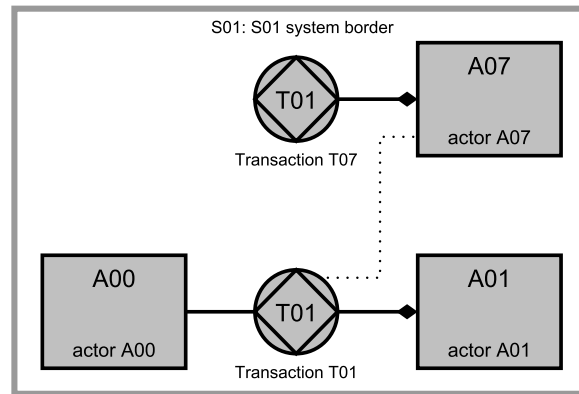 S01: S01 system border
T01
A07
actor A07
Transaction T07
A00
actor A00
T01
A01
actor A01
Transaction T01